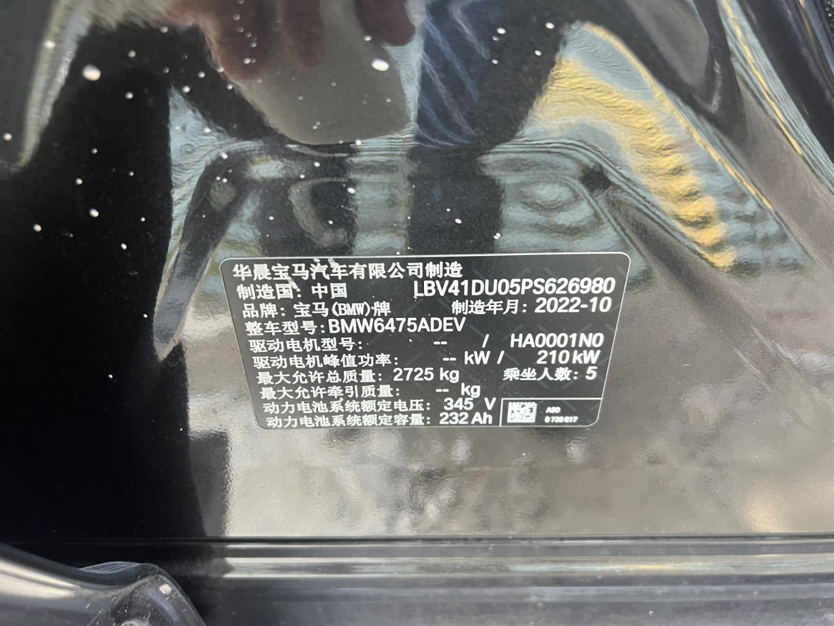 华晨宝马汽车有限公司制造
制造国：中国 LBV41DU05PS626980
品牌：宝马(BMW)牌 制造年月：2022-10
整车型号：BMW6475ADEV
驱动电机型号： -- / HA0001N0
驱动电机峰值功率： -- kW / 210 kW
最大允许总质量：2725 kg 乘坐人数：5
最大允许牵引质量： -- kg
动力电池系统额定电压：345 V
动力电池系统额定容量：232 Ah